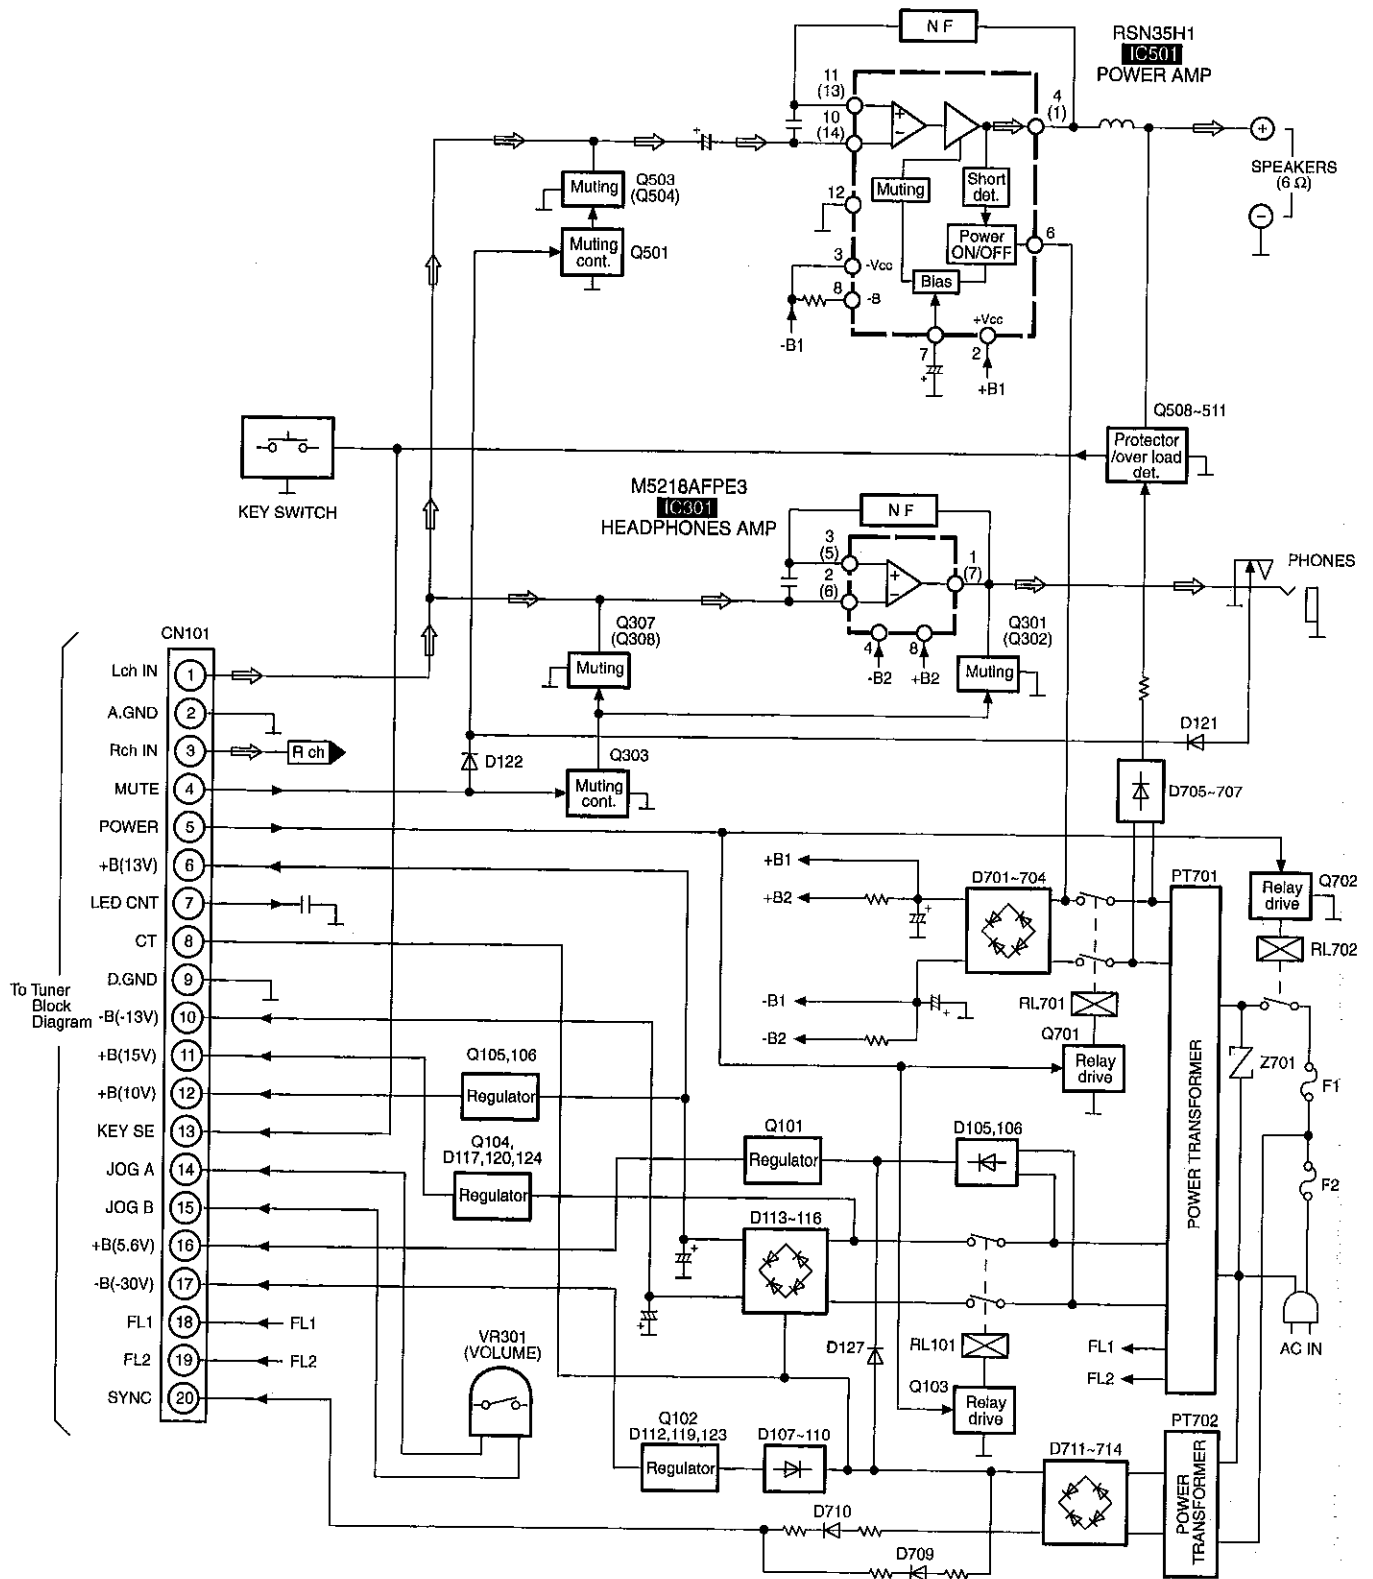 N F
RSN35H1
IC501
POWER AMP
11
(13)
10
(14)
4
(1)
12
3
-Vcc
8
-B
-B1
7
+
+Vcc
2
+B1
6
Muting
Short
det.
Power
ON/OFF
Bias
SPEAKERS
(6 Ω)
Muting
Q503
(Q504)
Muting
cont.
Q501
KEY SWITCH
Q508~511
Protector
/over load
det.
M5218AFPE3
IC301
HEADPHONES AMP
N F
3
(5)
2
(6)
1
(7)
4
-B2
8
+B2
Q307
(Q308)
Muting
Q301
(Q302)
Muting
PHONES
Q303
Muting
cont.
D122
D121
D705~707
CN101
Lch IN 1
A.GND 2
Rch IN 3 R ch
MUTE 4
POWER 5
+B(13V) 6
LED CNT 7
CT 8
D.GND 9
-B(-13V) 10
+B(15V) 11
+B(10V) 12
KEY SE 13
JOG A 14
JOG B 15
+B(5.6V) 16
-B(-30V) 17
FL1 18 FL1
FL2 19 FL2
SYNC 20
To Tuner
Block
Diagram
+B1
+B2
-B1
-B2
D701~704
PT701
POWER TRANSFORMER
Q702
Relay
drive
RL702
RL701
Q701
Relay
drive
Z701
F1
F2
AC IN
Q105,106
Regulator
Q104,
D117,120,124
Regulator
Q101
Regulator
D105,106
D113~116
D127
RL101
Q103
Relay
drive
FL1
FL2
VR301
(VOLUME)
Q102
D112,119,123
Regulator
D107~110
D711~714
PT702
POWER
TRANSFORMER
D710
D709